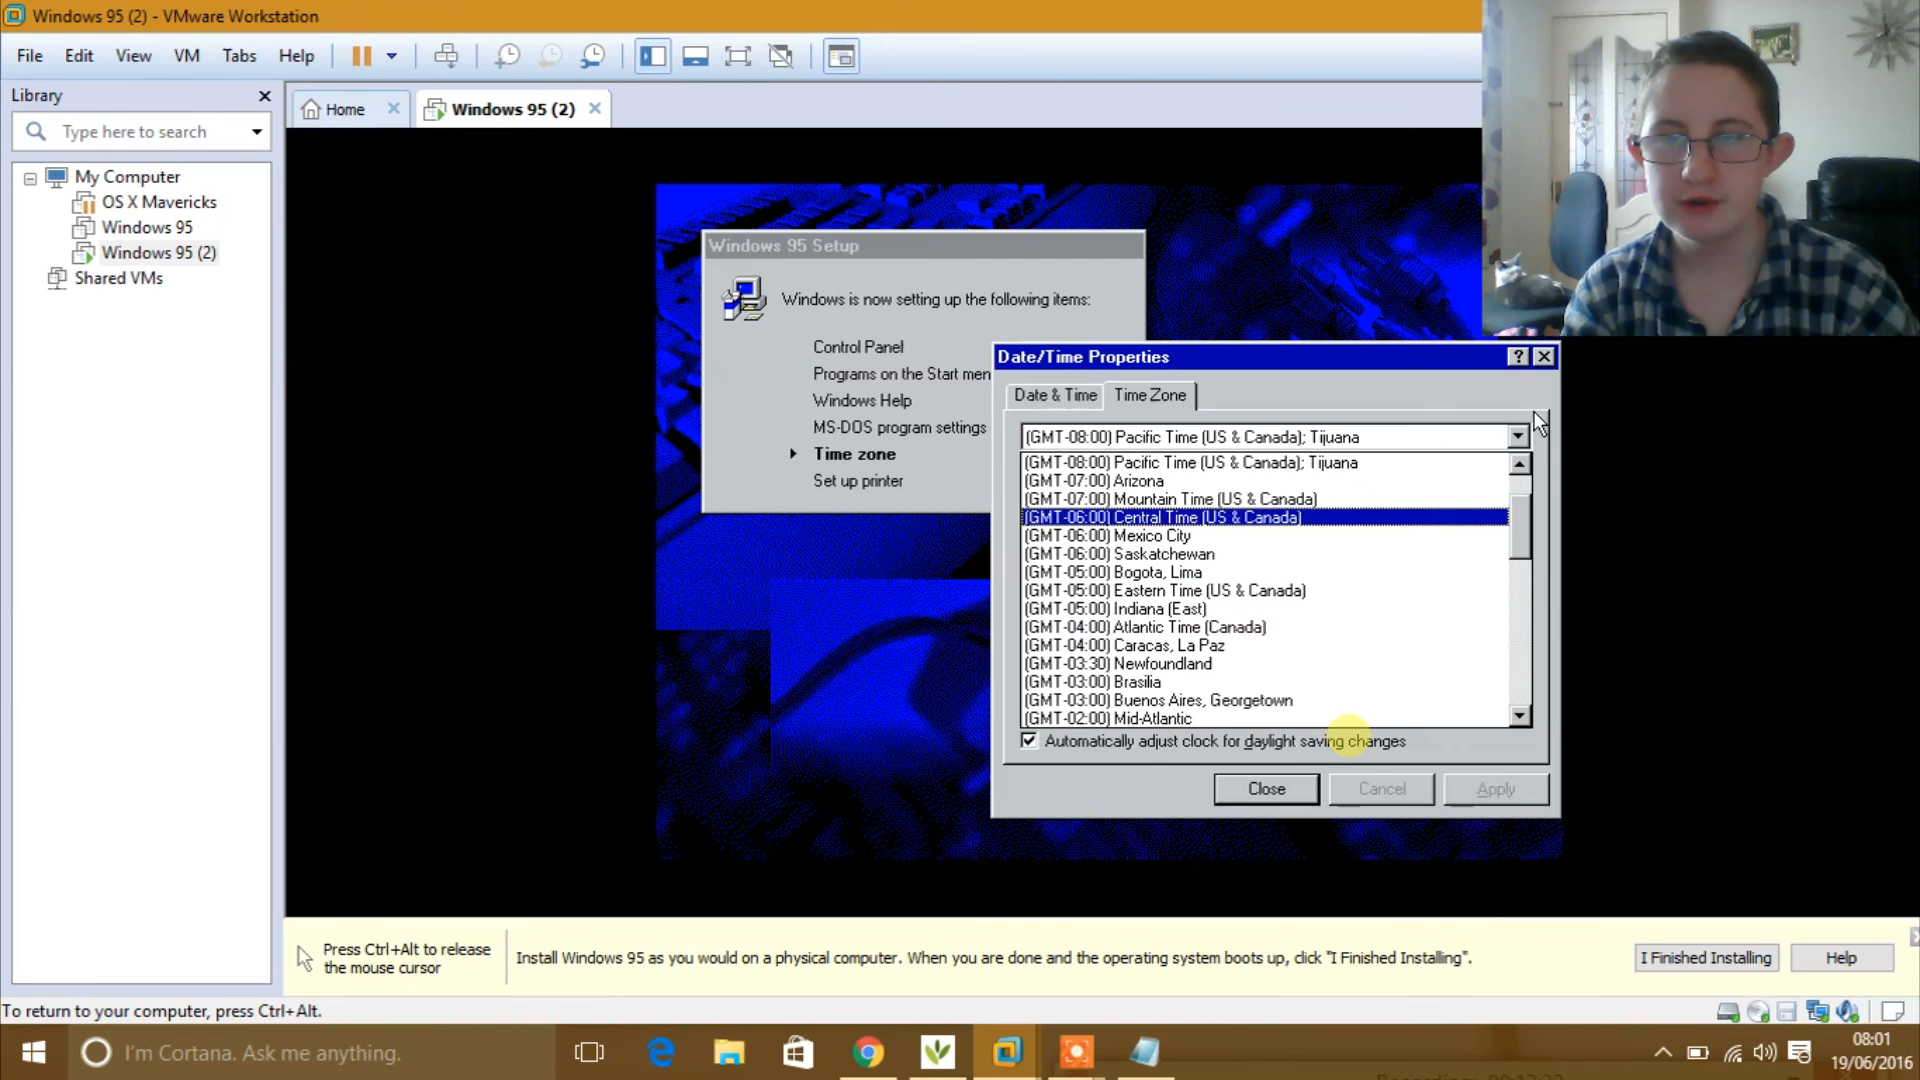 Windows 95 (2) - VMware Workstation
File Edit View VM Tabs Help
Library
Home
Windows 95 (2)
Type here to search
My Computer
OS X Mavericks
Windows 95
Windows 95 (2)
Shared VMs
Windows 95 Setup
Windows is now setting up the following items:
Control Panel
Programs on the Start men
Windows Help
MS-DOS program settings
Time zone
Set up printer
Date/Time Properties
Date & Time Time Zone
(GMT-08:00) Pacific Time (US & Canada); Tijuana
(GMT-08:00) Pacific Time (US & Canada); Tijuana
(GMT-07:00) Arizona
(GMT-07:00) Mountain Time (US & Canada)
(GMT-06:00) Central Time (US & Canada)
(GMT-06:00) Mexico City
(GMT-06:00) Saskatchewan
(GMT-05:00) Bogota, Lima
(GMT-05:00) Eastern Time (US & Canada)
(GMT-05:00) Indiana (East)
(GMT-04:00) Atlantic Time (Canada)
(GMT-04:00) Caracas, La Paz
(GMT-03:30) Newfoundland
(GMT-03:00) Brasilia
(GMT-03:00) Buenos Aires, Georgetown
(GMT-02:00) Mid-Atlantic
Automatically adjust clock for daylight saving changes
Close Cancel Apply
Press Ctrl+Alt to release
the mouse cursor
Install Windows 95 as you would on a physical computer. When you are done and the operating system boots up, click "I Finished Installing".
I Finished Installing
Help
To return to your computer, press Ctrl+Alt.
I'm Cortana. Ask me anything.
08:01
19/06/2016